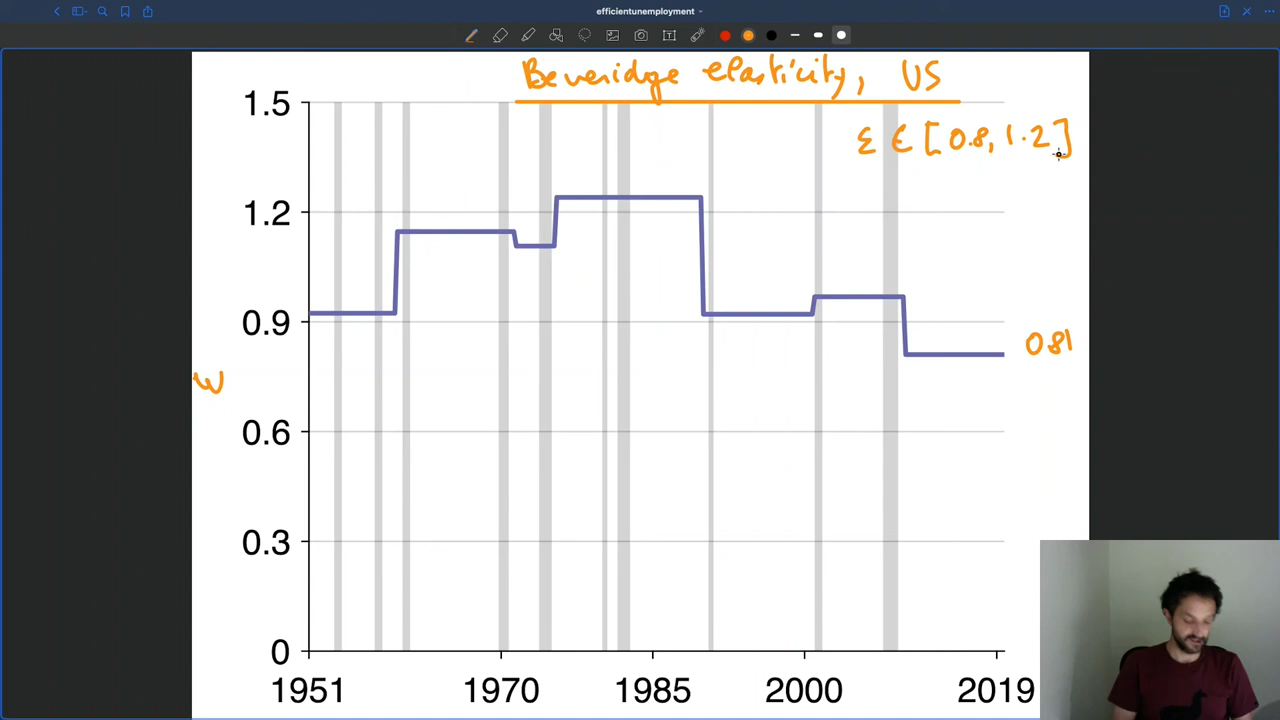 efficientunemployment
Beveridge elasticity, US
1.5
ε ∈ [0.8, 1.2]
1.2
0.9
0.81
ε
0.6
0.3
0
1951 1970 1985 2000 2019